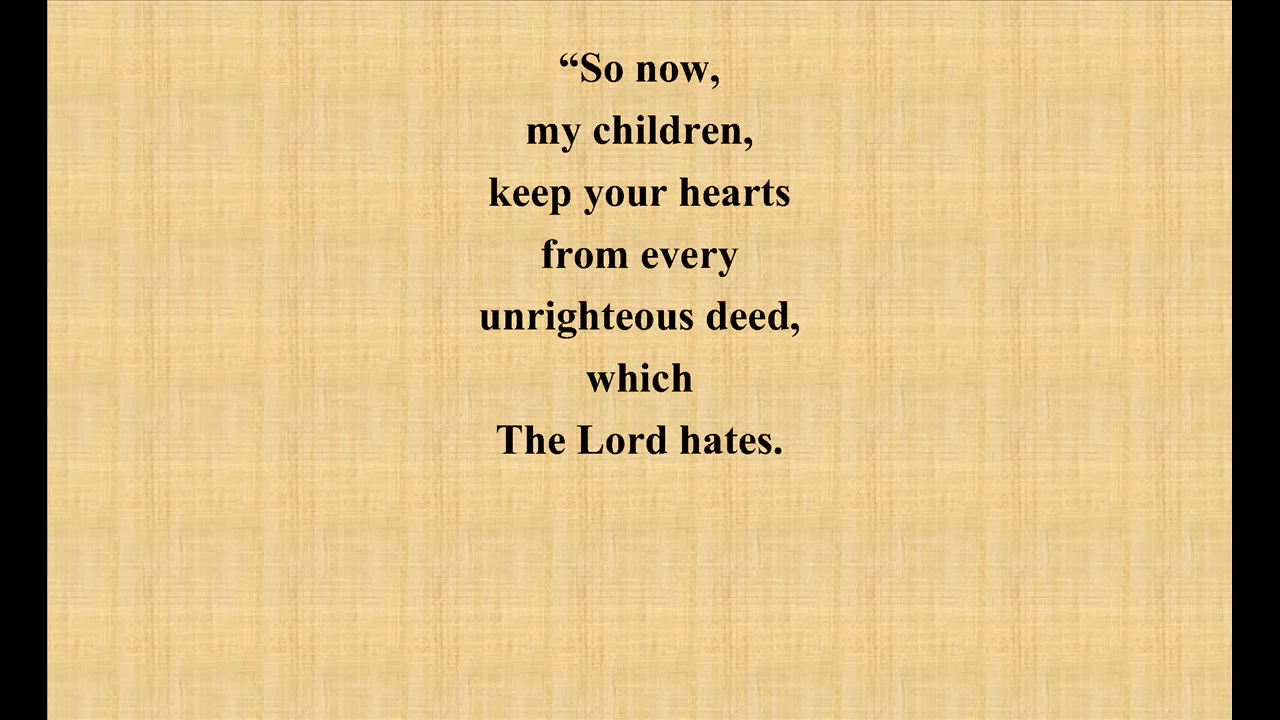 “So now,
my children,
keep your hearts
from every
unrighteous deed,
which
The Lord hates.